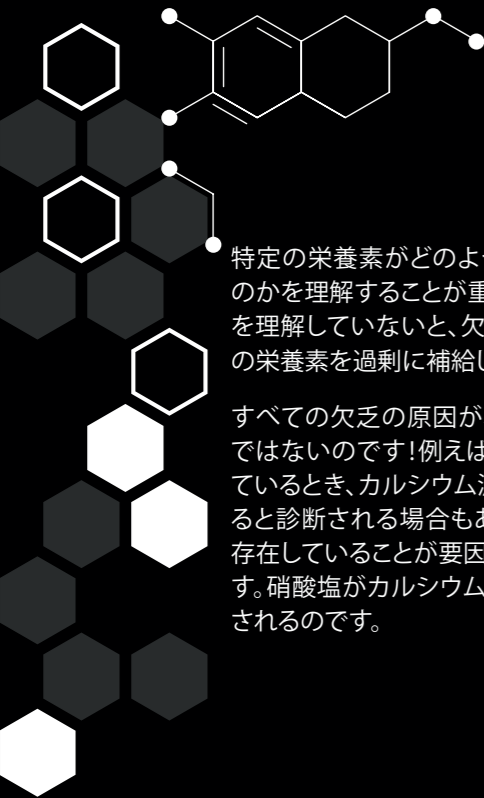 特定の栄養素がどのよ
のかを理解することが重
を理解していないと、欠
の栄養素を過剰に補給し
すべての欠乏の原因が
ではないのです！例えば
ているとき、カルシウム
ると診断される場合もあ
存在していることが要因
す。硝酸塩がカルシウム
されるのです。